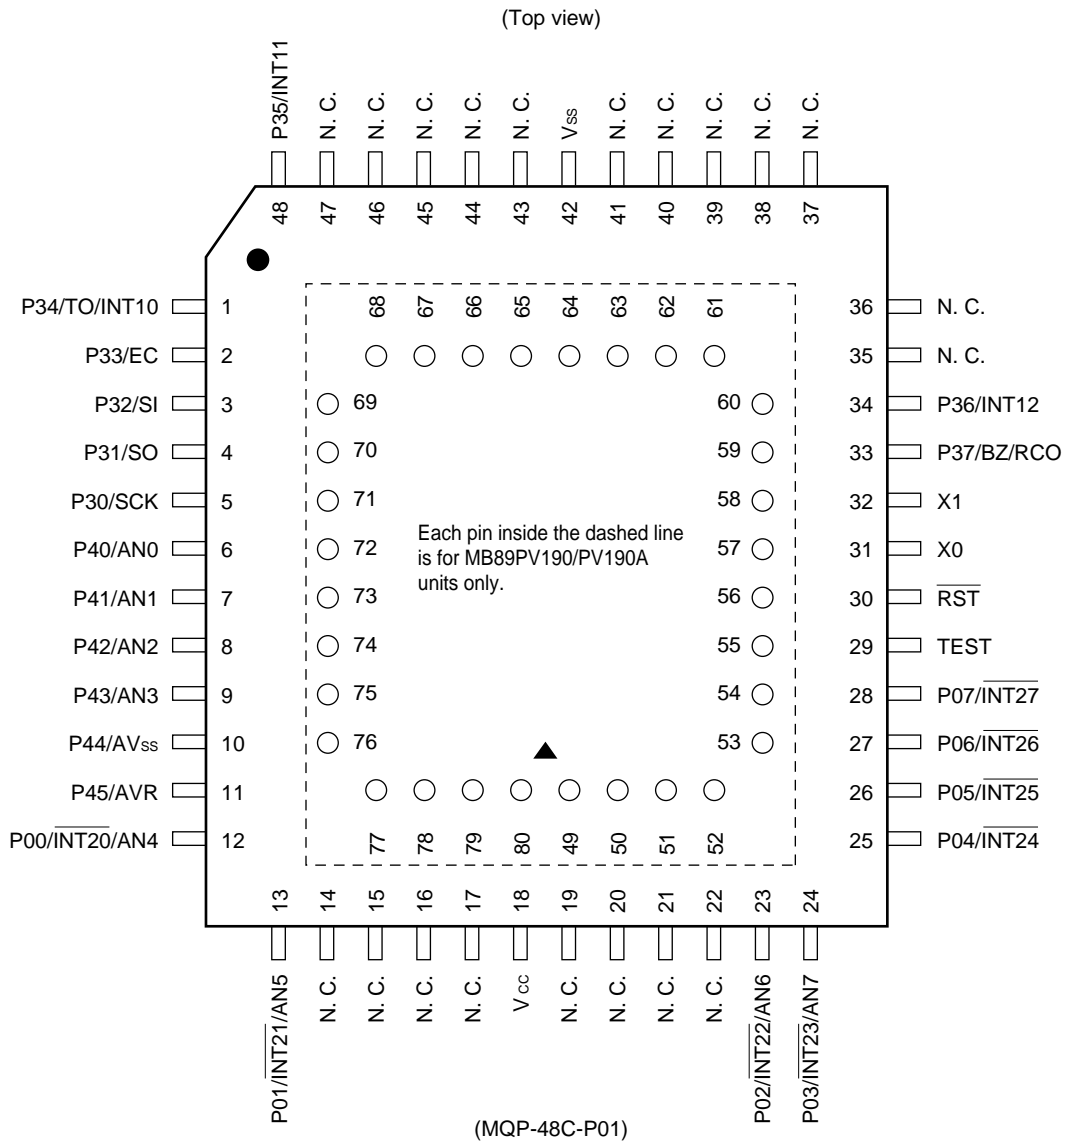 (Top view)
P35/INT11
N. C.
N. C.
N. C.
N. C.
N. C.
Vss
N. C.
N. C.
N. C.
N. C.
N. C.
48 47 46 45 44 43 42 41 40 39 38 37
P34/TO/INT10 1
P33/EC 2
P32/SI 3
P31/SO 4
P30/SCK 5
P40/AN0 6
P41/AN1 7
P42/AN2 8
P43/AN3 9
P44/AVss 10
P45/AVR 11
P00/INT20/AN4 12
68 67 66 65 64 63 62 61
69
70
71
72
73
74
75
76
Each pin inside the dashed line
is for MB89PV190/PV190A
units only.
60
59
58
57
56
55
54
53
77 78 79 80 49 50 51 52
36 N. C.
35 N. C.
34 P36/INT12
33 P37/BZ/RCO
32 X1
31 X0
30 RST
29 TEST
28 P07/INT27
27 P06/INT26
26 P05/INT25
25 P04/INT24
13 14 15 16 17 18 19 20 21 22 23 24
P01/INT21/AN5
N. C.
N. C.
N. C.
N. C.
Vcc
N. C.
N. C.
N. C.
N. C.
P02/INT22/AN6
P03/INT23/AN7
(MQP-48C-P01)